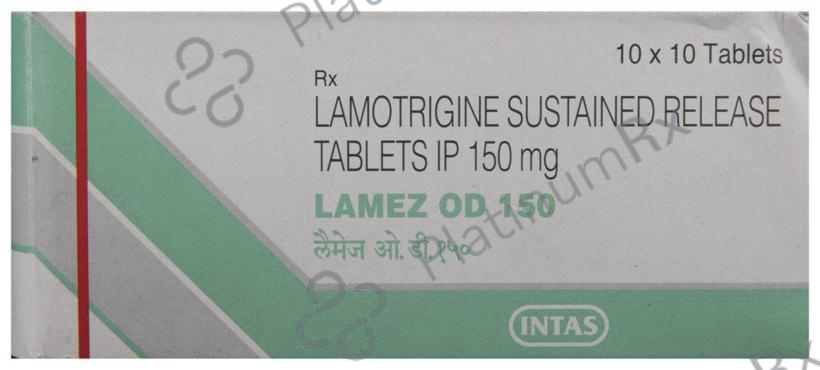 10 x 10 Tablets
Rx
LAMOTRIGINE SUSTAINED RELEASE
TABLETS IP 150 mg
LAMEZ OD 150
लैमेज ओ. डी. १५०
INTAS
PlatinumRx